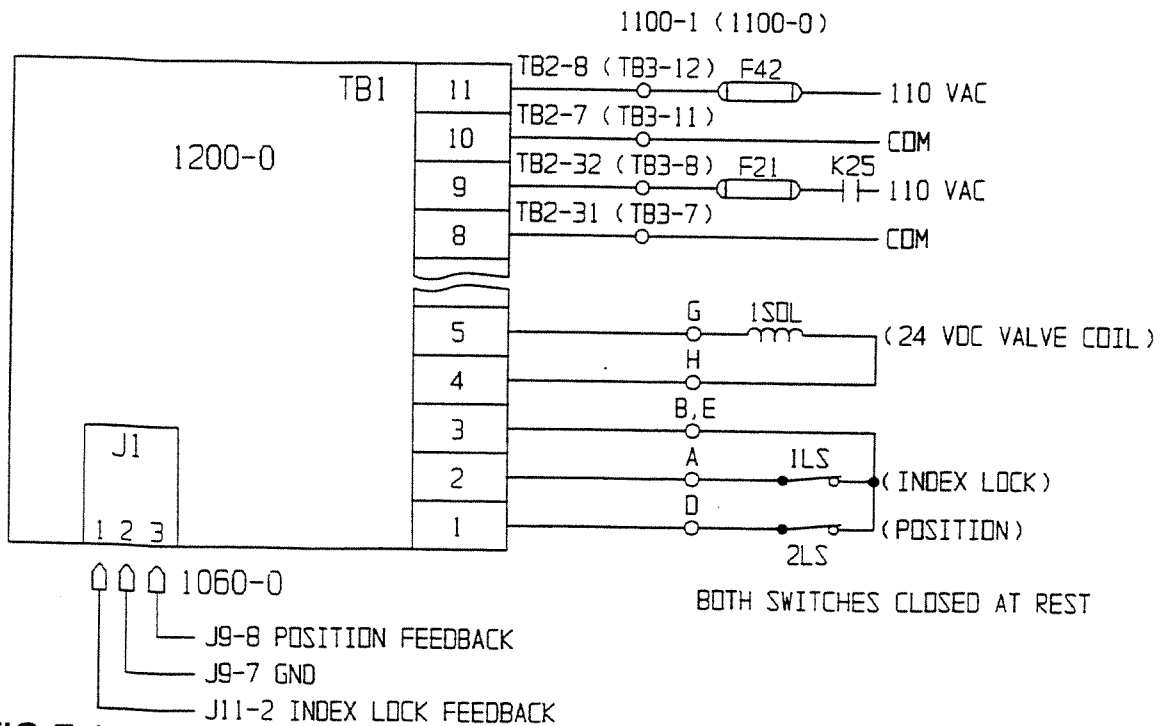 1100-1 (1100-0)
TB1
1200-0
11
TB2-8 (TB3-12)
F42
110 VAC
10
TB2-7 (TB3-11)
COM
9
TB2-32 (TB3-8)
F21
K25
110 VAC
8
TB2-31 (TB3-7)
COM
5
G
1SOL
(24 VDC VALVE COIL)
4
H
3
B,E
2
A
1LS
(INDEX LOCK)
1
D
2LS
(POSITION)
J1
1 2 3
1060-0
BOTH SWITCHES CLOSED AT REST
J9-8 POSITION FEEDBACK
J9-7 GND
J11-2 INDEX LOCK FEEDBACK